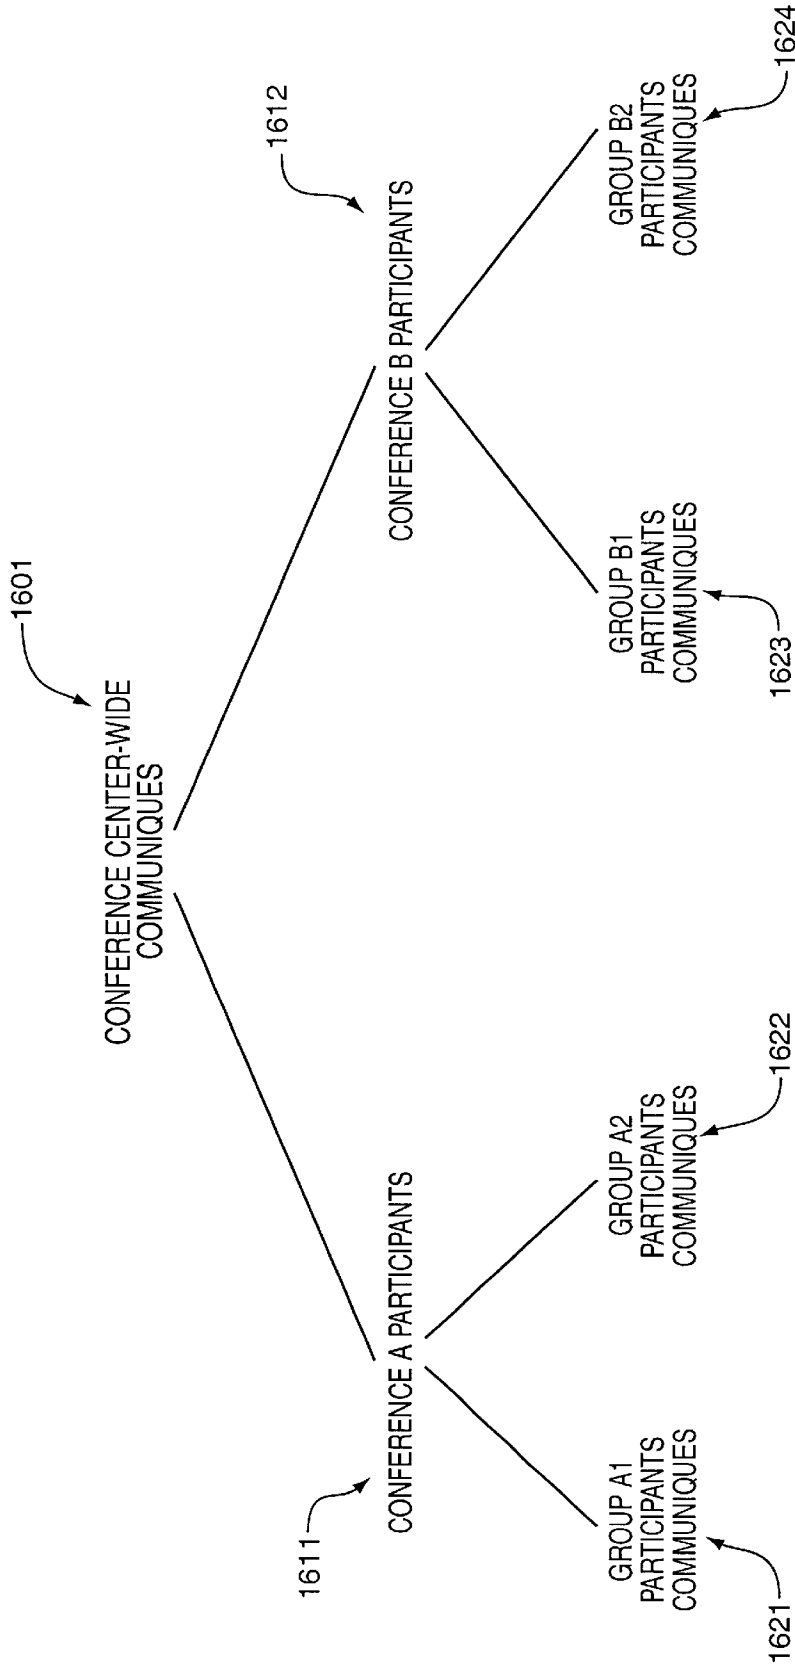 1601
CONFERENCE CENTER-WIDE
COMMUNIQUES
1611
CONFERENCE A PARTICIPANTS
1612
CONFERENCE B PARTICIPANTS
GROUP A1
PARTICIPANTS
COMMUNIQUES
1621
GROUP A2
PARTICIPANTS
COMMUNIQUES
1622
GROUP B1
PARTICIPANTS
COMMUNIQUES
1623
GROUP B2
PARTICIPANTS
COMMUNIQUES
1624